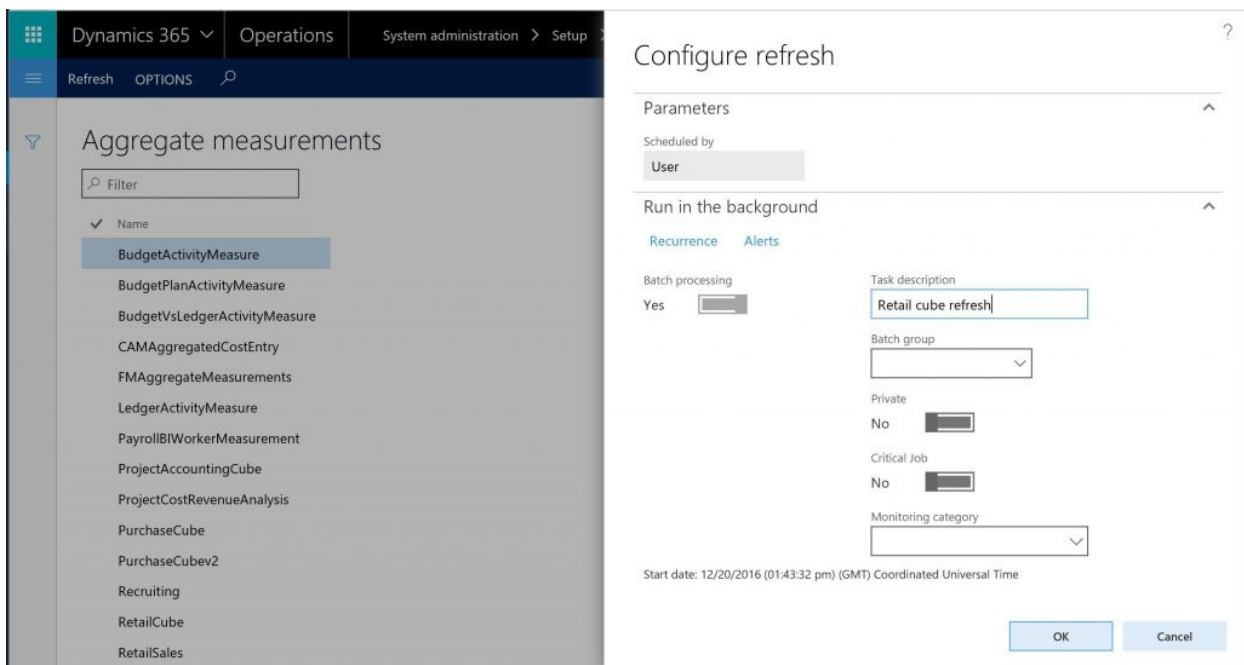 Dynamics 365 Operations System administration > Setup >
Refresh OPTIONS
Aggregate measurements
Filter
Name
BudgetActivityMeasure
BudgetPlanActivityMeasure
BudgetVsLedgerActivityMeasure
CAMAggregatedCostEntry
FMAggregateMeasurements
LedgerActivityMeasure
PayrollBIWorkerMeasurement
ProjectAccountingCube
ProjectCostRevenueAnalysis
PurchaseCube
PurchaseCubev2
Recruiting
RetailCube
RetailSales
?
Configure refresh
Parameters
Scheduled by
User
Run in the background
Recurrence Alerts
Batch processing
Yes
Task description
Retail cube refresh
Batch group
Private
No
Critical Job
No
Monitoring category
Start date: 12/20/2016 (01:43:32 pm) (GMT) Coordinated Universal Time
OK Cancel